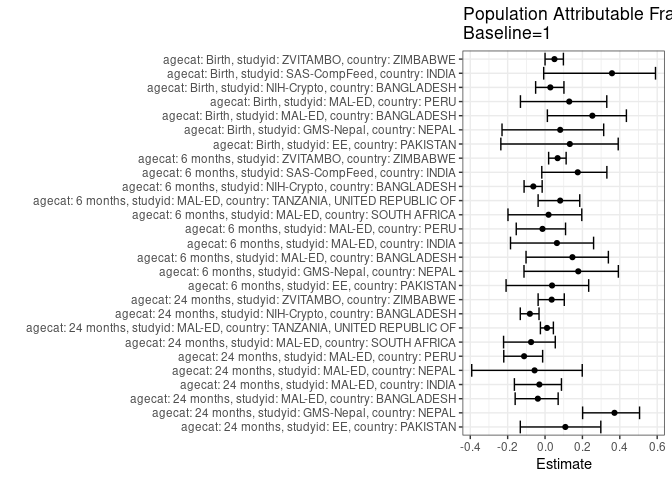 Population Attributable Fra
Baseline=1
agecat: Birth, studyid: ZVITAMBO, country: ZIMBABWE
agecat: Birth, studyid: SAS-CompFeed, country: INDIA
agecat: Birth, studyid: NIH-Crypto, country: BANGLADESH
agecat: Birth, studyid: MAL-ED, country: PERU
agecat: Birth, studyid: MAL-ED, country: BANGLADESH
agecat: Birth, studyid: GMS-Nepal, country: NEPAL
agecat: Birth, studyid: EE, country: PAKISTAN
agecat: 6 months, studyid: ZVITAMBO, country: ZIMBABWE
agecat: 6 months, studyid: SAS-CompFeed, country: INDIA
agecat: 6 months, studyid: NIH-Crypto, country: BANGLADESH
agecat: 6 months, studyid: MAL-ED, country: TANZANIA, UNITED REPUBLIC OF
agecat: 6 months, studyid: MAL-ED, country: SOUTH AFRICA
agecat: 6 months, studyid: MAL-ED, country: PERU
agecat: 6 months, studyid: MAL-ED, country: INDIA
agecat: 6 months, studyid: MAL-ED, country: BANGLADESH
agecat: 6 months, studyid: GMS-Nepal, country: NEPAL
agecat: 6 months, studyid: EE, country: PAKISTAN
agecat: 24 months, studyid: ZVITAMBO, country: ZIMBABWE
agecat: 24 months, studyid: NIH-Crypto, country: BANGLADESH
agecat: 24 months, studyid: MAL-ED, country: TANZANIA, UNITED REPUBLIC OF
agecat: 24 months, studyid: MAL-ED, country: SOUTH AFRICA
agecat: 24 months, studyid: MAL-ED, country: PERU
agecat: 24 months, studyid: MAL-ED, country: NEPAL
agecat: 24 months, studyid: MAL-ED, country: INDIA
agecat: 24 months, studyid: MAL-ED, country: BANGLADESH
agecat: 24 months, studyid: GMS-Nepal, country: NEPAL
agecat: 24 months, studyid: EE, country: PAKISTAN
-0.4 -0.2 0.0 0.2 0.4 0.6
Estimate